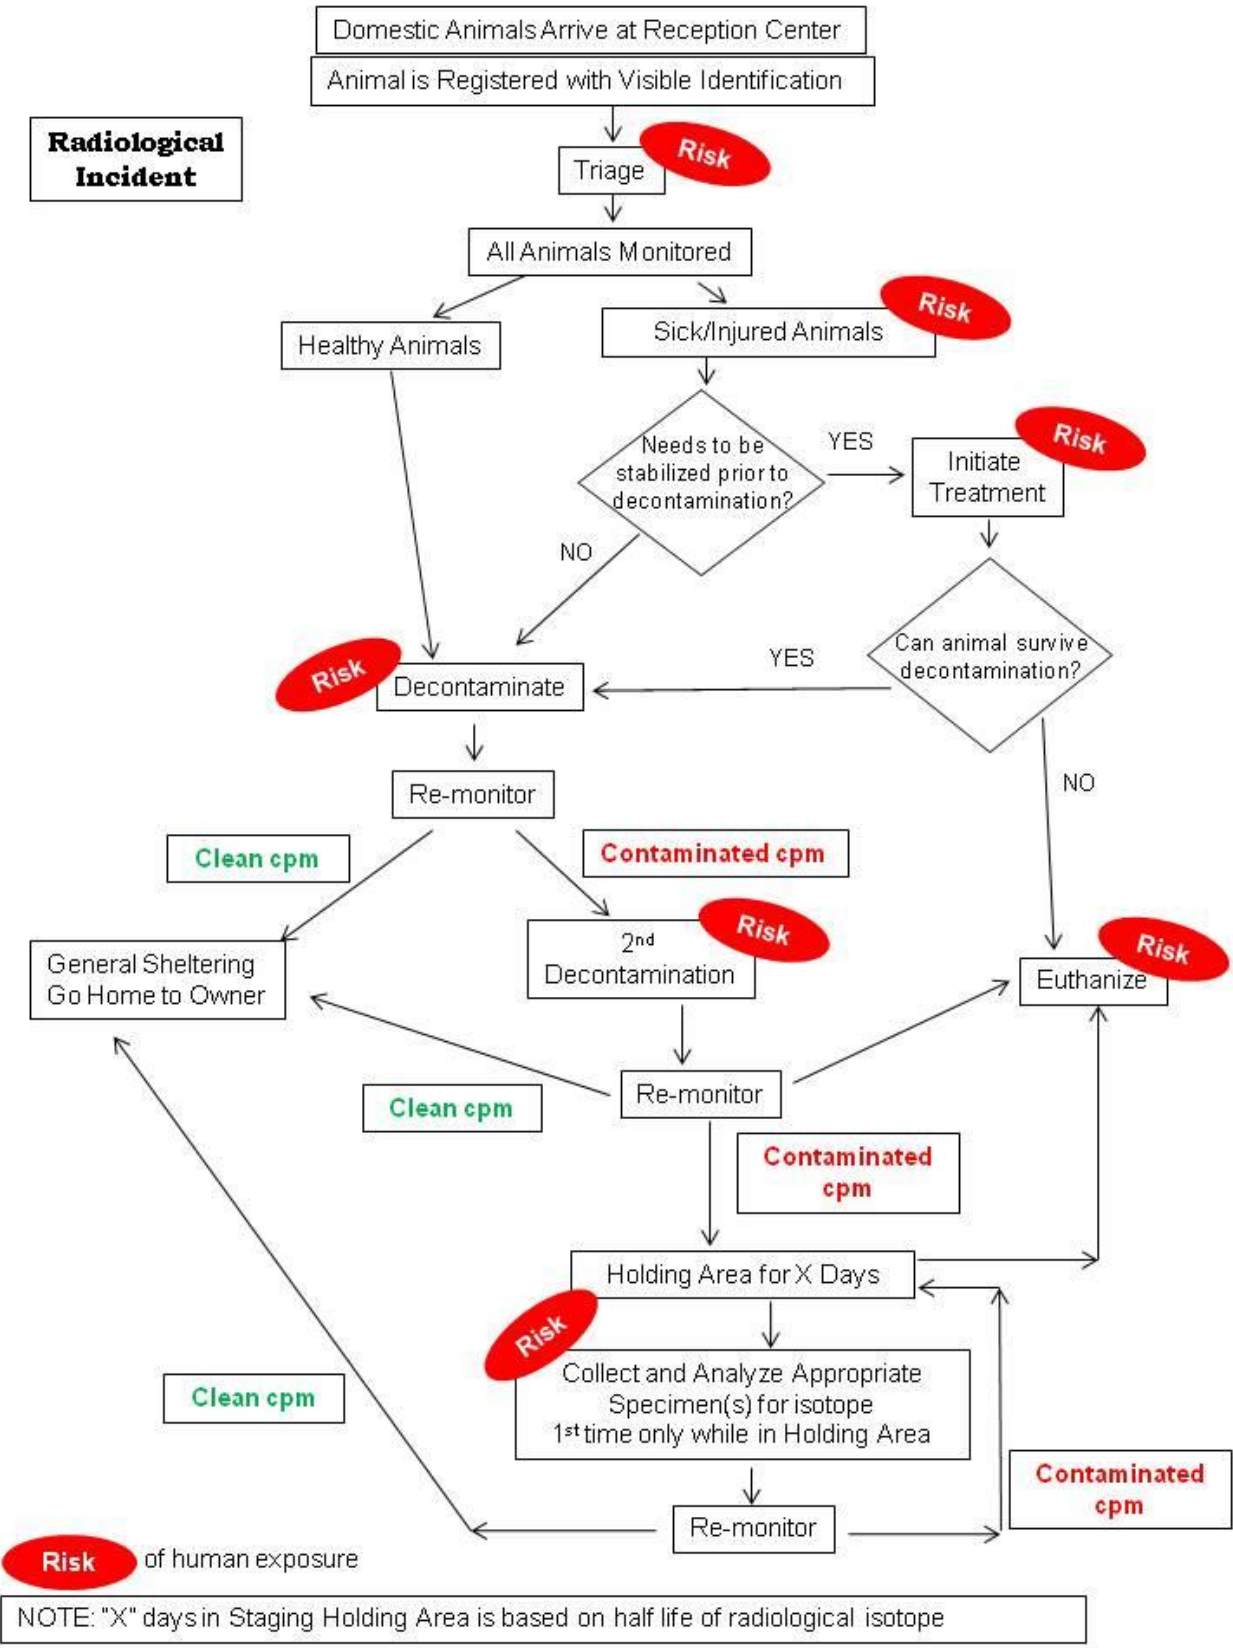 Domestic Animals Arrive at Reception Center
Animal is Registered with Visible Identification
Radiological
Incident
Risk
Triage
All Animals Monitored
Risk
Healthy Animals
Sick/Injured Animals
Risk
Needs to be
stabilized prior to
decontamination?
YES
Initiate
Treatment
NO
Can animal survive
decontamination?
YES
Risk
Decontaminate
NO
Re-monitor
Clean cpm
Contaminated cpm
Risk
2nd
Decontamination
General Sheltering
Go Home to Owner
Risk
Euthanize
Re-monitor
Clean cpm
Contaminated
cpm
Holding Area for X Days
Risk
Collect and Analyze Appropriate
Specimen(s) for isotope
1st time only while in Holding Area
Clean cpm
Contaminated
cpm
Re-monitor
Risk of human exposure
NOTE: "X" days in Staging Holding Area is based on half life of radiological isotope